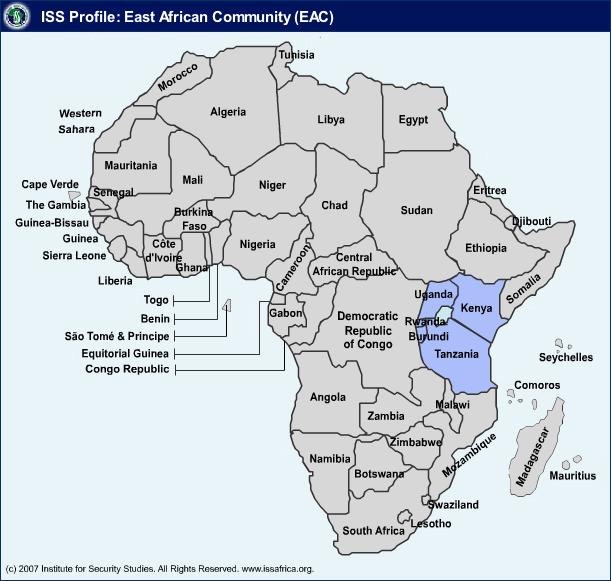 ISS Profile: East African Community (EAC)
Tunisia
Morocco
Algeria
Libya
Egypt
Western
Sahara
Mauritania
Mali
Niger
Chad
Sudan
Eritrea
Djibouti
Ethiopia
Somalia
Cape Verde
Senegal
The Gambia
Guinea-Bissau
Guinea
Sierra Leone
Liberia
Burkina
Faso
Côte
d'Ivoire
Ghana
Nigeria
Cameroon
Central
African Republic
Togo
Benin
São Tomé & Principe
Equitorial Guinea
Congo Republic
Gabon
Democratic
Republic
of Congo
Uganda
Kenya
Rwanda
Burundi
Tanzania
Seychelles
Comoros
Angola
Zambia
Malawi
Zimbabwe
Mozambique
Madagascar
Mauritius
Namibia
Botswana
Swaziland
Lesotho
South Africa
(c) 2007 Institute for Security Studies. All Rights Reserved. www.issafrica.org.